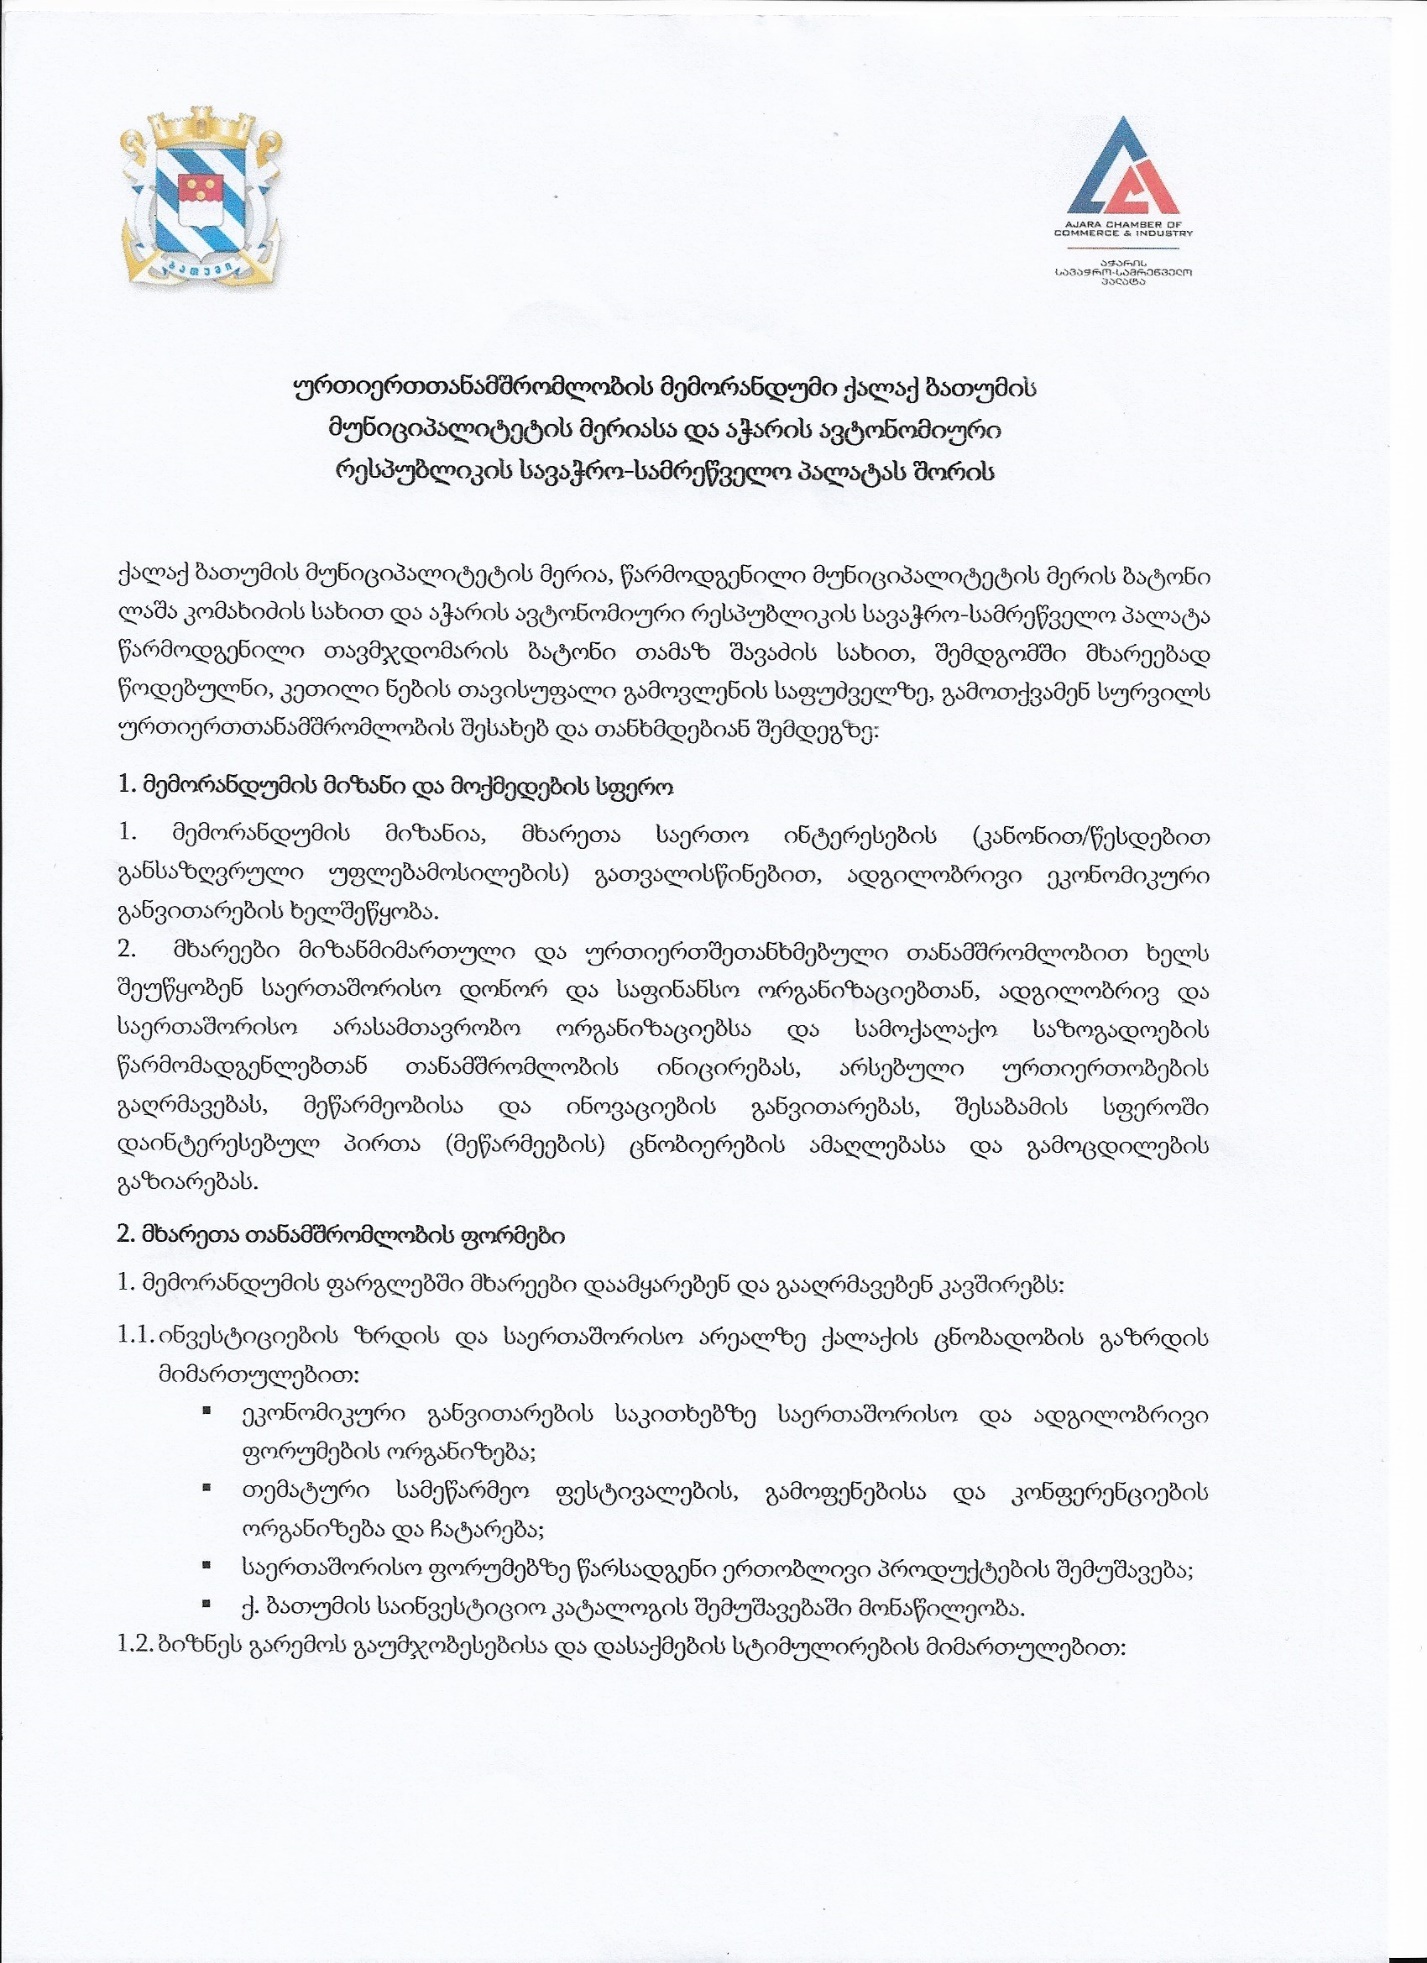 ბათუმი
AJARA CHAMBER OF
COMMERCE & INDUSTRY
აჭარის
სავაჭრო-სამრეწველო
პალატა
ურთიერთთანამშრომლობის მემორანდუმი ქალაქ ბათუმის
მუნიციპალიტეტის მერიასა და აჭარის ავტონომიური
რესპუბლიკის სავაჭრო-სამრეწველო პალატას შორის
ქალაქ ბათუმის მუნიციპალიტეტის მერია, წარმოდგენილი მუნიციპალიტეტის მერის ბატონი
ლაშა კომახიძის სახით და აჭარის ავტონომიური რესპუბლიკის სავაჭრო-სამრეწველო პალატა
წარმოდგენილი თავმჯდომარის ბატონი თამაზ შავაძის სახით, შემდგომში მხარეებად
წოდებულნი, კეთილი ნების თავისუფალი გამოვლენის საფუძველზე, გამოთქვამენ სურვილს
ურთიერთთანამშრომლობის შესახებ და თანხმდებიან შემდეგზე:
1. მემორანდუმის მიზანი და მოქმედების სფერო
1. მემორანდუმის მიზანია, მხარეთა საერთო ინტერესების (კანონით/წესდებით
განსაზღვრული უფლებამოსილების) გათვალისწინებით, ადგილობრივი ეკონომიკური
განვითარების ხელშეწყობა.
2. მხარეები მიზანმიმართული და ურთიერთშეთანხმებული თანამშრომლობით ხელს
შეუწყობენ საერთაშორისო დონორ და საფინანსო ორგანიზაციებთან, ადგილობრივ და
საერთაშორისო არასამთავრობო ორგანიზაციებსა და სამოქალაქო საზოგადოების
წარმომადგენლებთან თანამშრომლობის ინიცირებას, არსებული ურთიერთობების
გაღრმავებას, მეწარმეობისა და ინოვაციების განვითარებას, შესაბამის სფეროში
დაინტერესებულ პირთა (მეწარმეების) ცნობიერების ამაღლებასა და გამოცდილების
გაზიარებას.
2. მხარეთა თანამშრომლობის ფორმები
1. მემორანდუმის ფარგლებში მხარეები დაამყარებენ და გააღრმავებენ კავშირებს:
1.1. ინვესტიციების ზრდის და საერთაშორისო არეალზე ქალაქის ცნობადობის გაზრდის
მიმართულებით:
▪ ეკონომიკური განვითარების საკითხებზე საერთაშორისო და ადგილობრივი
ფორუმების ორგანიზება;
▪ თემატური სამეწარმეო ფესტივალების, გამოფენებისა და კონფერენციების
ორგანიზება და ჩატარება;
▪ საერთაშორისო ფორუმებზე წარსადგენი ერთობლივი პროდუქტების შემუშავება;
▪ ქ. ბათუმის საინვესტიციო კატალოგის შემუშავებაში მონაწილეობა.
1.2. ბიზნეს გარემოს გაუმჯობესებისა და დასაქმების სტიმულირების მიმართულებით: